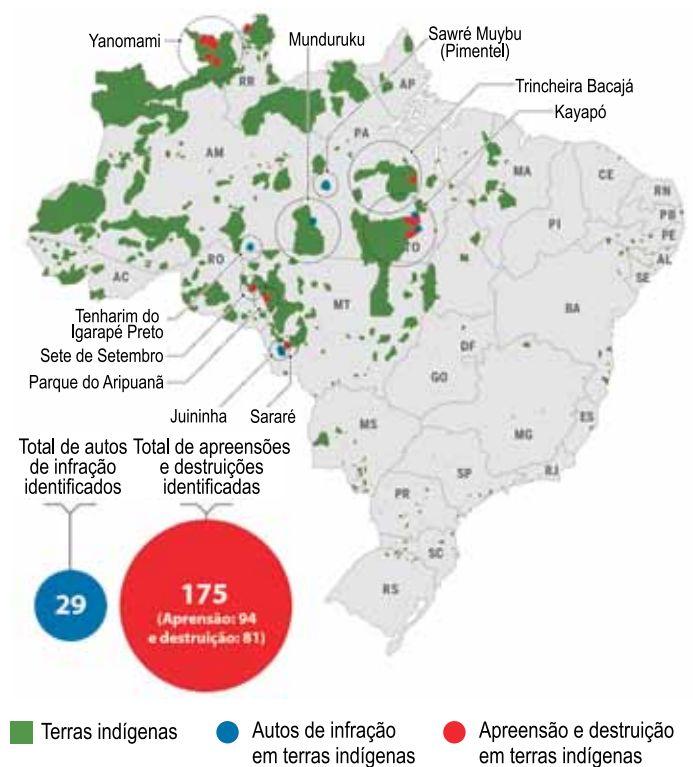 Yanomami
Munduruku
Sawré Muybu
(Pimentel)
Trincheira Bacajá
Kayapó
RR
AP
AM
PA
MA
CE
RN
PB
PE
AL
SE
PI
TO
AC
RO
MT
BA
DF
GO
MG
ES
MS
SP
RJ
PR
SC
RS
Tenharim do
Igarapé Preto
Sete de Setembro
Parque do Aripuanã
Juininha
Sararé
Total de autos
de infração
identificados
Total de apreensões
e destruições
identificadas
29
175
(Aprensão: 94
e destruição: 81)
Terras indígenas
Autos de infração
em terras indígenas
Apreensão e destruição
em terras indígenas